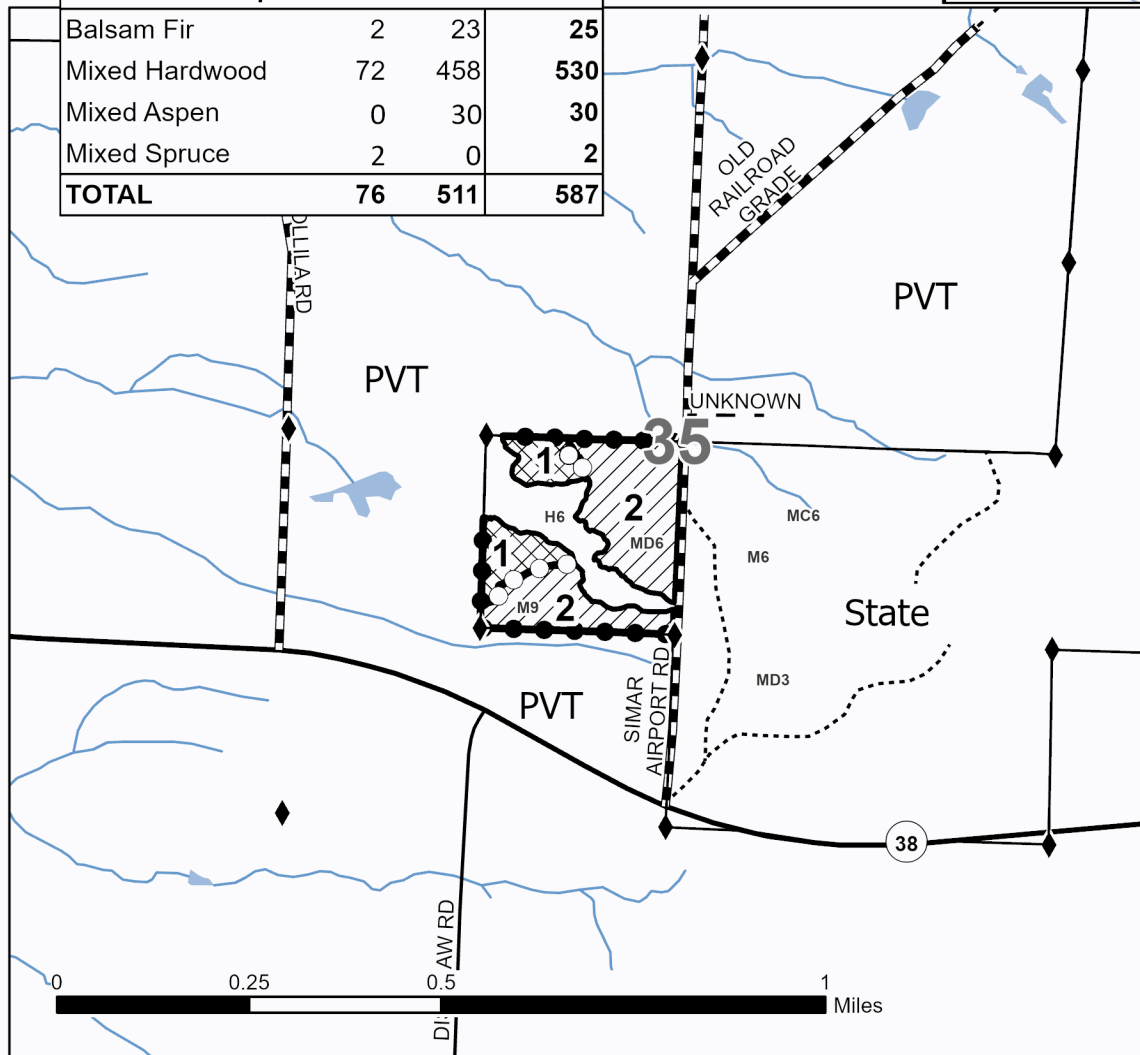 Balsam Fir 2 23 25
Mixed Hardwood 72 458 530
Mixed Aspen 0 30 30
Mixed Spruce 2 0 2
TOTAL 76 511 587
OLD
RAILROAD
GRADE
PVT
PVT
UNKNOWN
35
1
2
H6
MD6
1
M9
2
MC6
M6
State
MD3
PVT
SIMAR
AIRPORT RD
38
AW RD
0 0.25 0.5 1
Miles